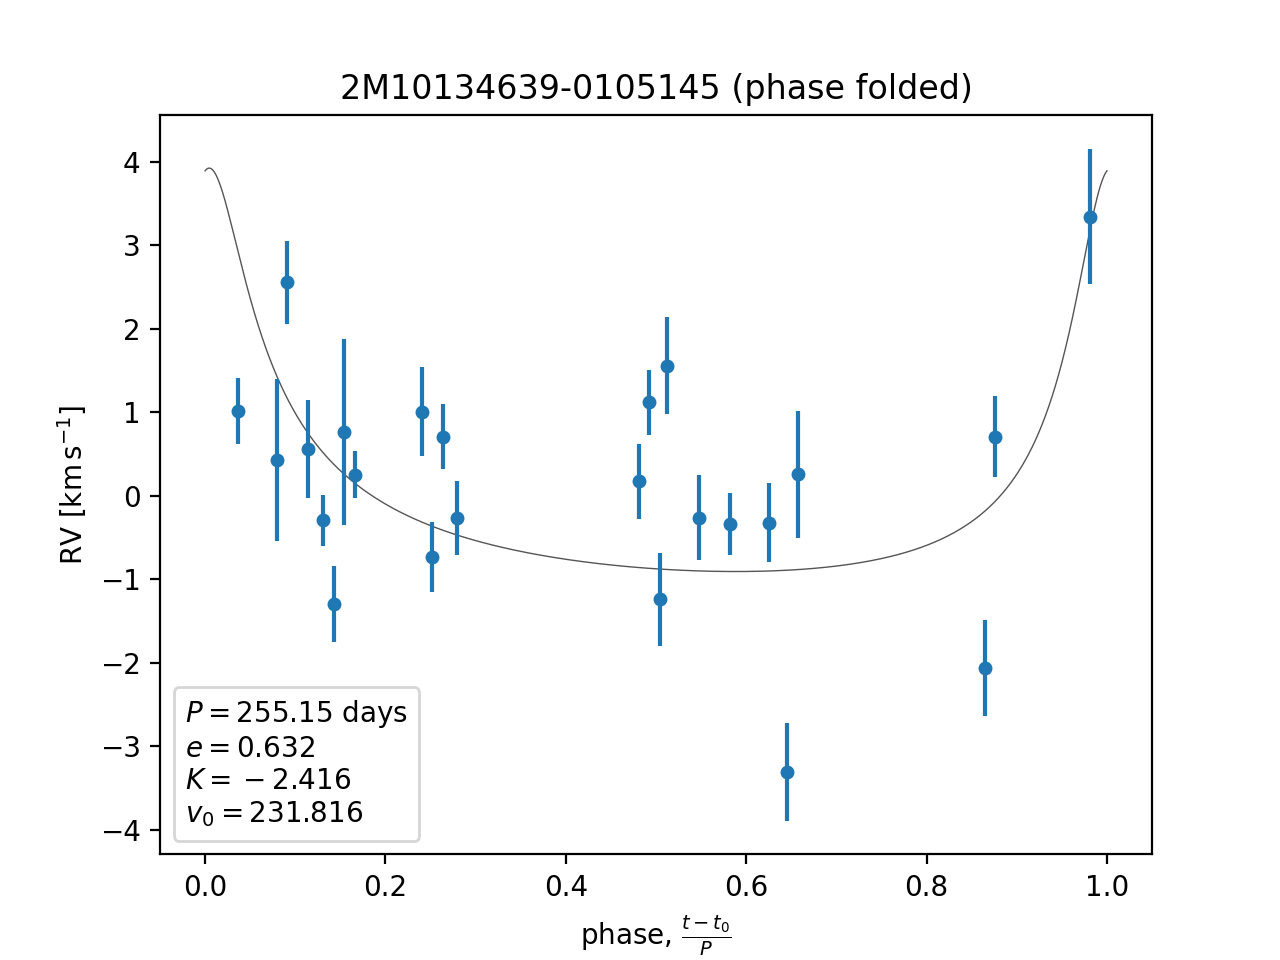 2M10134639-0105145 (phase folded)
RV [km s⁻¹]
4
3
2
1
0
−1
−2
−3
−4
P = 255.15 days
e = 0.632
K = −2.416
v₀ = 231.816
0.0 0.2 0.4 0.6 0.8 1.0
phase, (t − t₀)/P